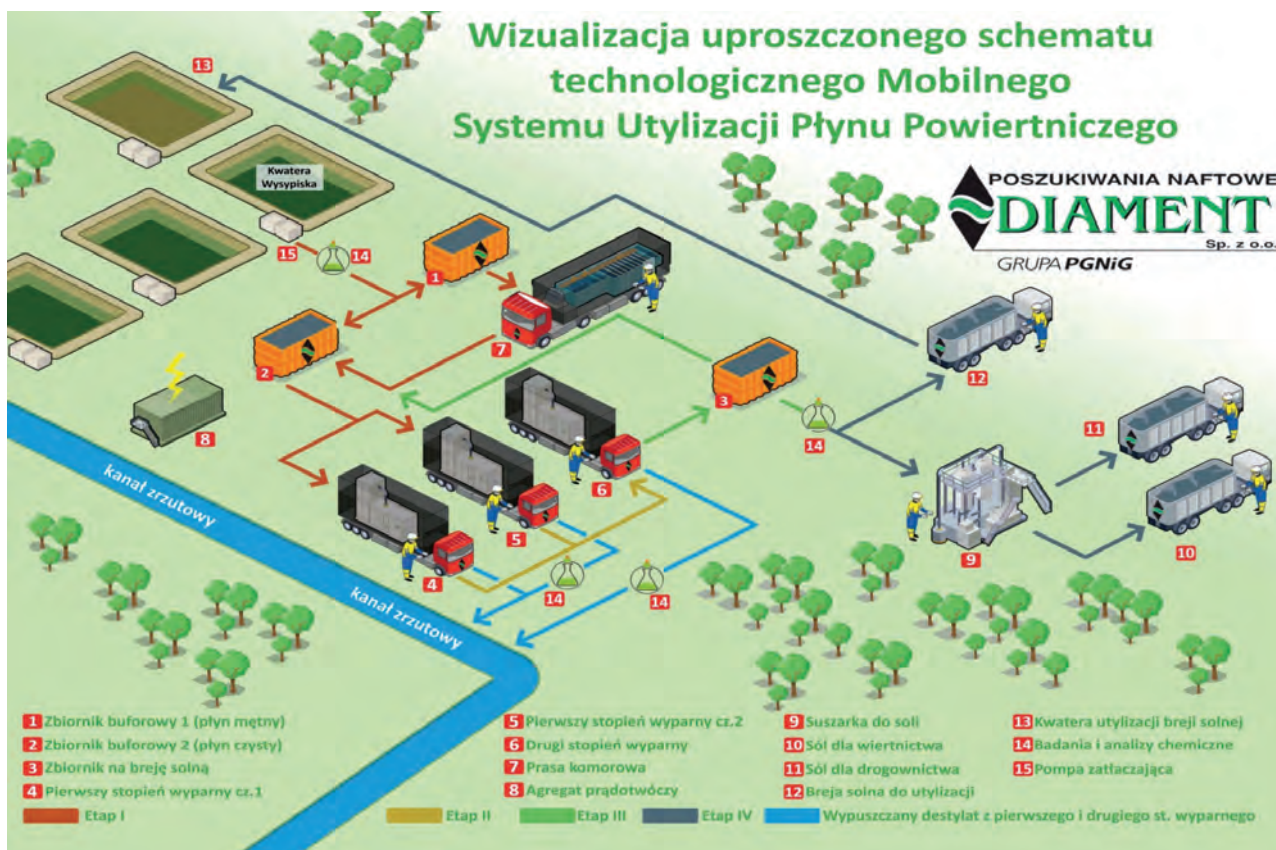 Wizualizacja uproszczonego schematu
technologicznego Mobilnego
Systemu Utylizacji Płynu Powiertniczego
POSZUKIWANIA NAFTOWE
DIAMENT
Sp. z o.o.
GRUPA PGNiG
13
Kwatera
Wysypiska
15
14
1
2
7
8
3
14
12
11
6
5
4
14
14
9
10
kanał zrzutowy
kanał zrzutowy
1 Zbiornik buforowy 1 (płyn mętny)
2 Zbiornik buforowy 2 (płyn czysty)
3 Zbiornik na breję solną
4 Pierwszy stopień wyparny cz.1
5 Pierwszy stopień wyparny cz.2
6 Drugi stopień wyparny
7 Prasa komorowa
8 Agregat prądotwóczy
9 Suszarka do soli
10 Sól dla wiertnictwa
11 Sól dla drogownictwa
12 Breja solna do utylizacji
13 Kwatera utylizacji breji solnej
14 Badania i analizy chemiczne
15 Pompa zatłaczająca
Etap I
Etap II
Etap III
Etap IV
Wypuszczany destylat z pierwszego i drugiego st. wyparnego